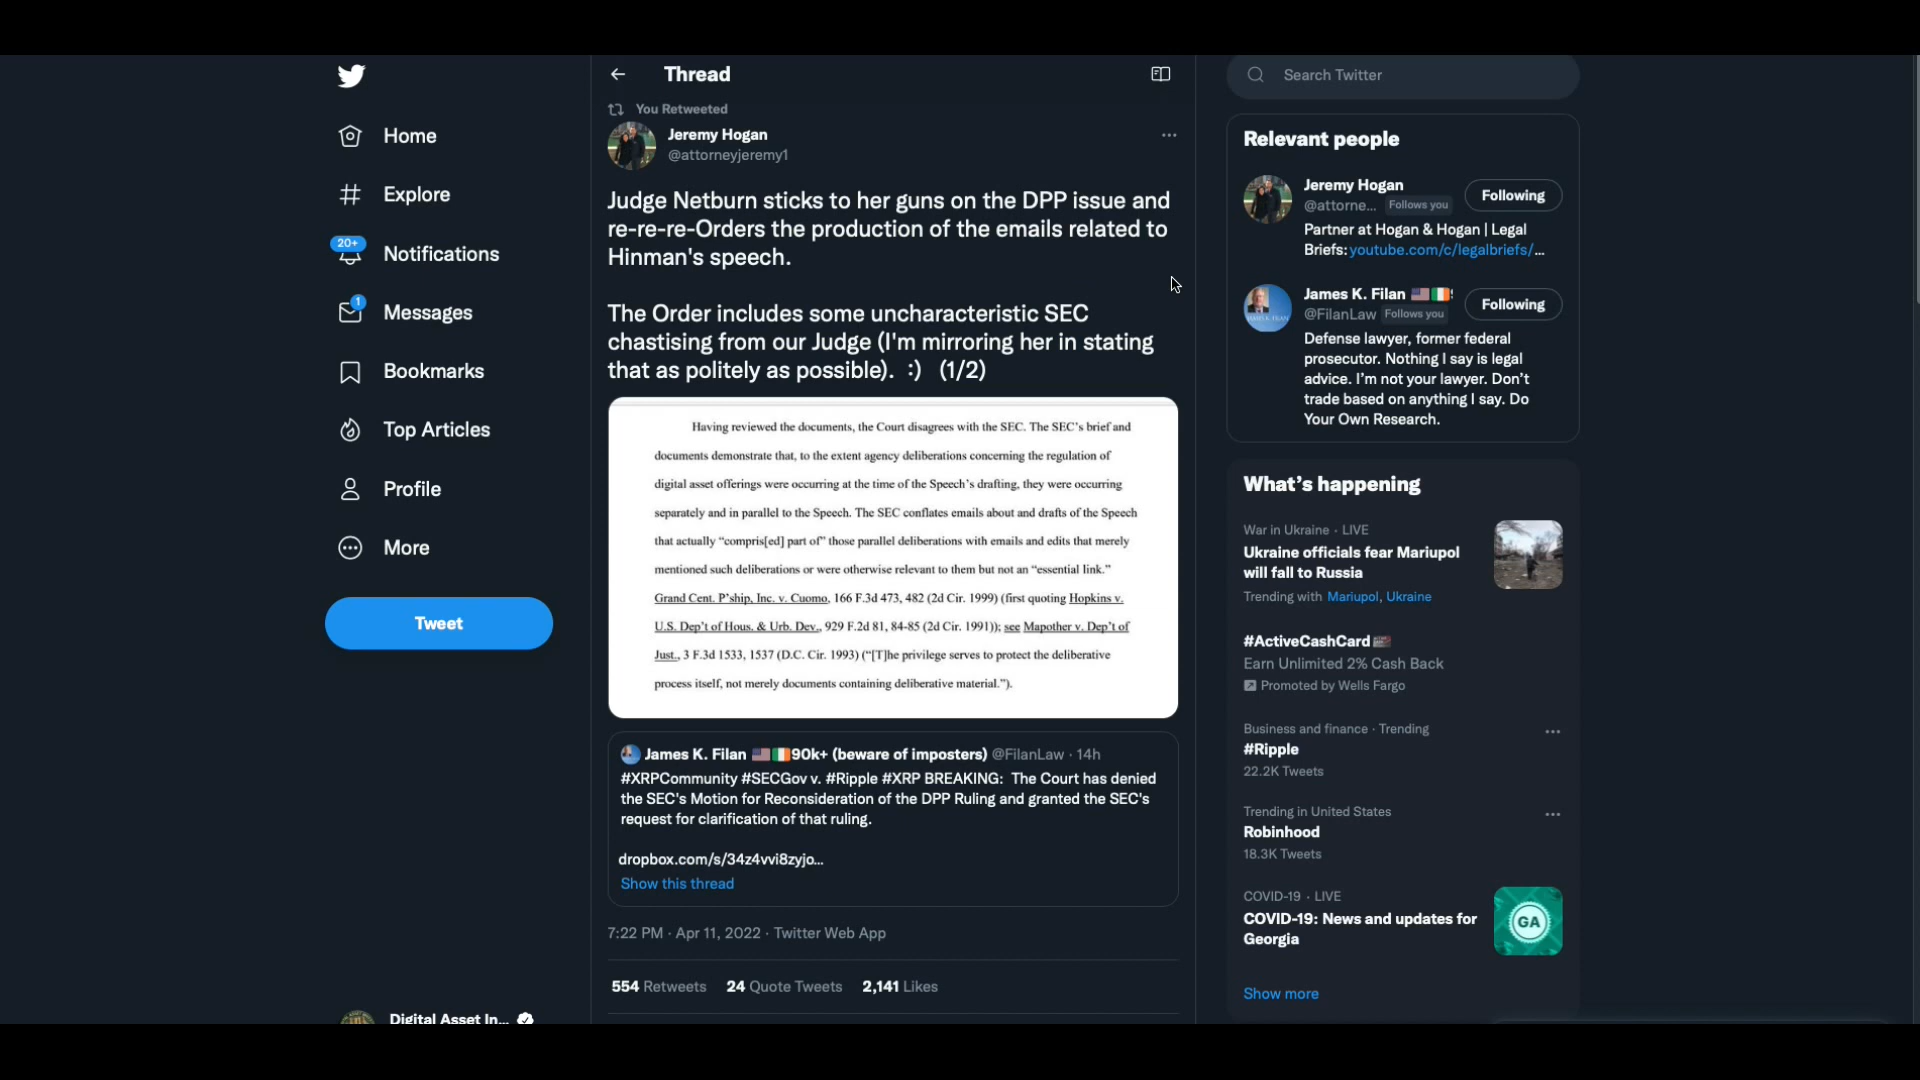 Home
Explore
20+
Notifications
1
Messages
Bookmarks
Top Articles
Profile
More
Tweet
Digital Asset In...
Thread
You Retweeted
Jeremy Hogan
@attorneyjeremy1
Judge Netburn sticks to her guns on the DPP issue and
re-re-re-Orders the production of the emails related to
Hinman's speech.
The Order includes some uncharacteristic SEC
chastising from our Judge (I'm mirroring her in stating
that as politely as possible). :) (1/2)
Having reviewed the documents, the Court disagrees with the SEC. The SEC's brief and
documents demonstrate that, to the extent agency deliberations concerning the regulation of
digital asset offerings were occurring at the time of the Speech's drafting, they were occurring
separately and in parallel to the Speech. The SEC conflates emails about and drafts of the Speech
that actually "compris[ed] part of" those parallel deliberations with emails and edits that merely
mentioned such deliberations or were otherwise relevant to them but not an "essential link."
Grand Cent. P'ship, Inc. v. Cuomo, 166 F.3d 473, 482 (2d Cir. 1999) (first quoting Hopkins v.
U.S. Dep't of Hous. & Urb. Dev., 929 F.2d 81, 84-85 (2d Cir. 1991)); see Mapother v. Dep't of
Just., 3 F.3d 1533, 1537 (D.C. Cir. 1993) ("[T]he privilege serves to protect the deliberative
process itself, not merely documents containing deliberative material.").
James K. Filan 🇺🇸🇮🇪90k+ (beware of imposters) @FilanLaw · 14h
#XRPCommunity #SECGov v. #Ripple #XRP BREAKING: The Court has denied
the SEC's Motion for Reconsideration of the DPP Ruling and granted the SEC's
request for clarification of that ruling.
dropbox.com/s/34z4vvi8zyjo...
Show this thread
7:22 PM · Apr 11, 2022 · Twitter Web App
554 Retweets 24 Quote Tweets 2,141 Likes
Search Twitter
Relevant people
Jeremy Hogan
@attorne... Follows you
Following
Partner at Hogan & Hogan | Legal
Briefs: youtube.com/c/legalbriefs/...
James K. Filan 🇺🇸🇮🇪
@FilanLaw Follows you
Following
Defense lawyer, former federal
prosecutor. Nothing I say is legal
advice. I'm not your lawyer. Don't
trade based on anything I say. Do
Your Own Research.
What's happening
War in Ukraine · LIVE
Ukraine officials fear Mariupol
will fall to Russia
Trending with Mariupol, Ukraine
#ActiveCashCard
Earn Unlimited 2% Cash Back
Promoted by Wells Fargo
Business and finance · Trending
#Ripple
22.2K Tweets
Trending in United States
Robinhood
18.3K Tweets
COVID-19 · LIVE
COVID-19: News and updates for
Georgia
GA
Show more